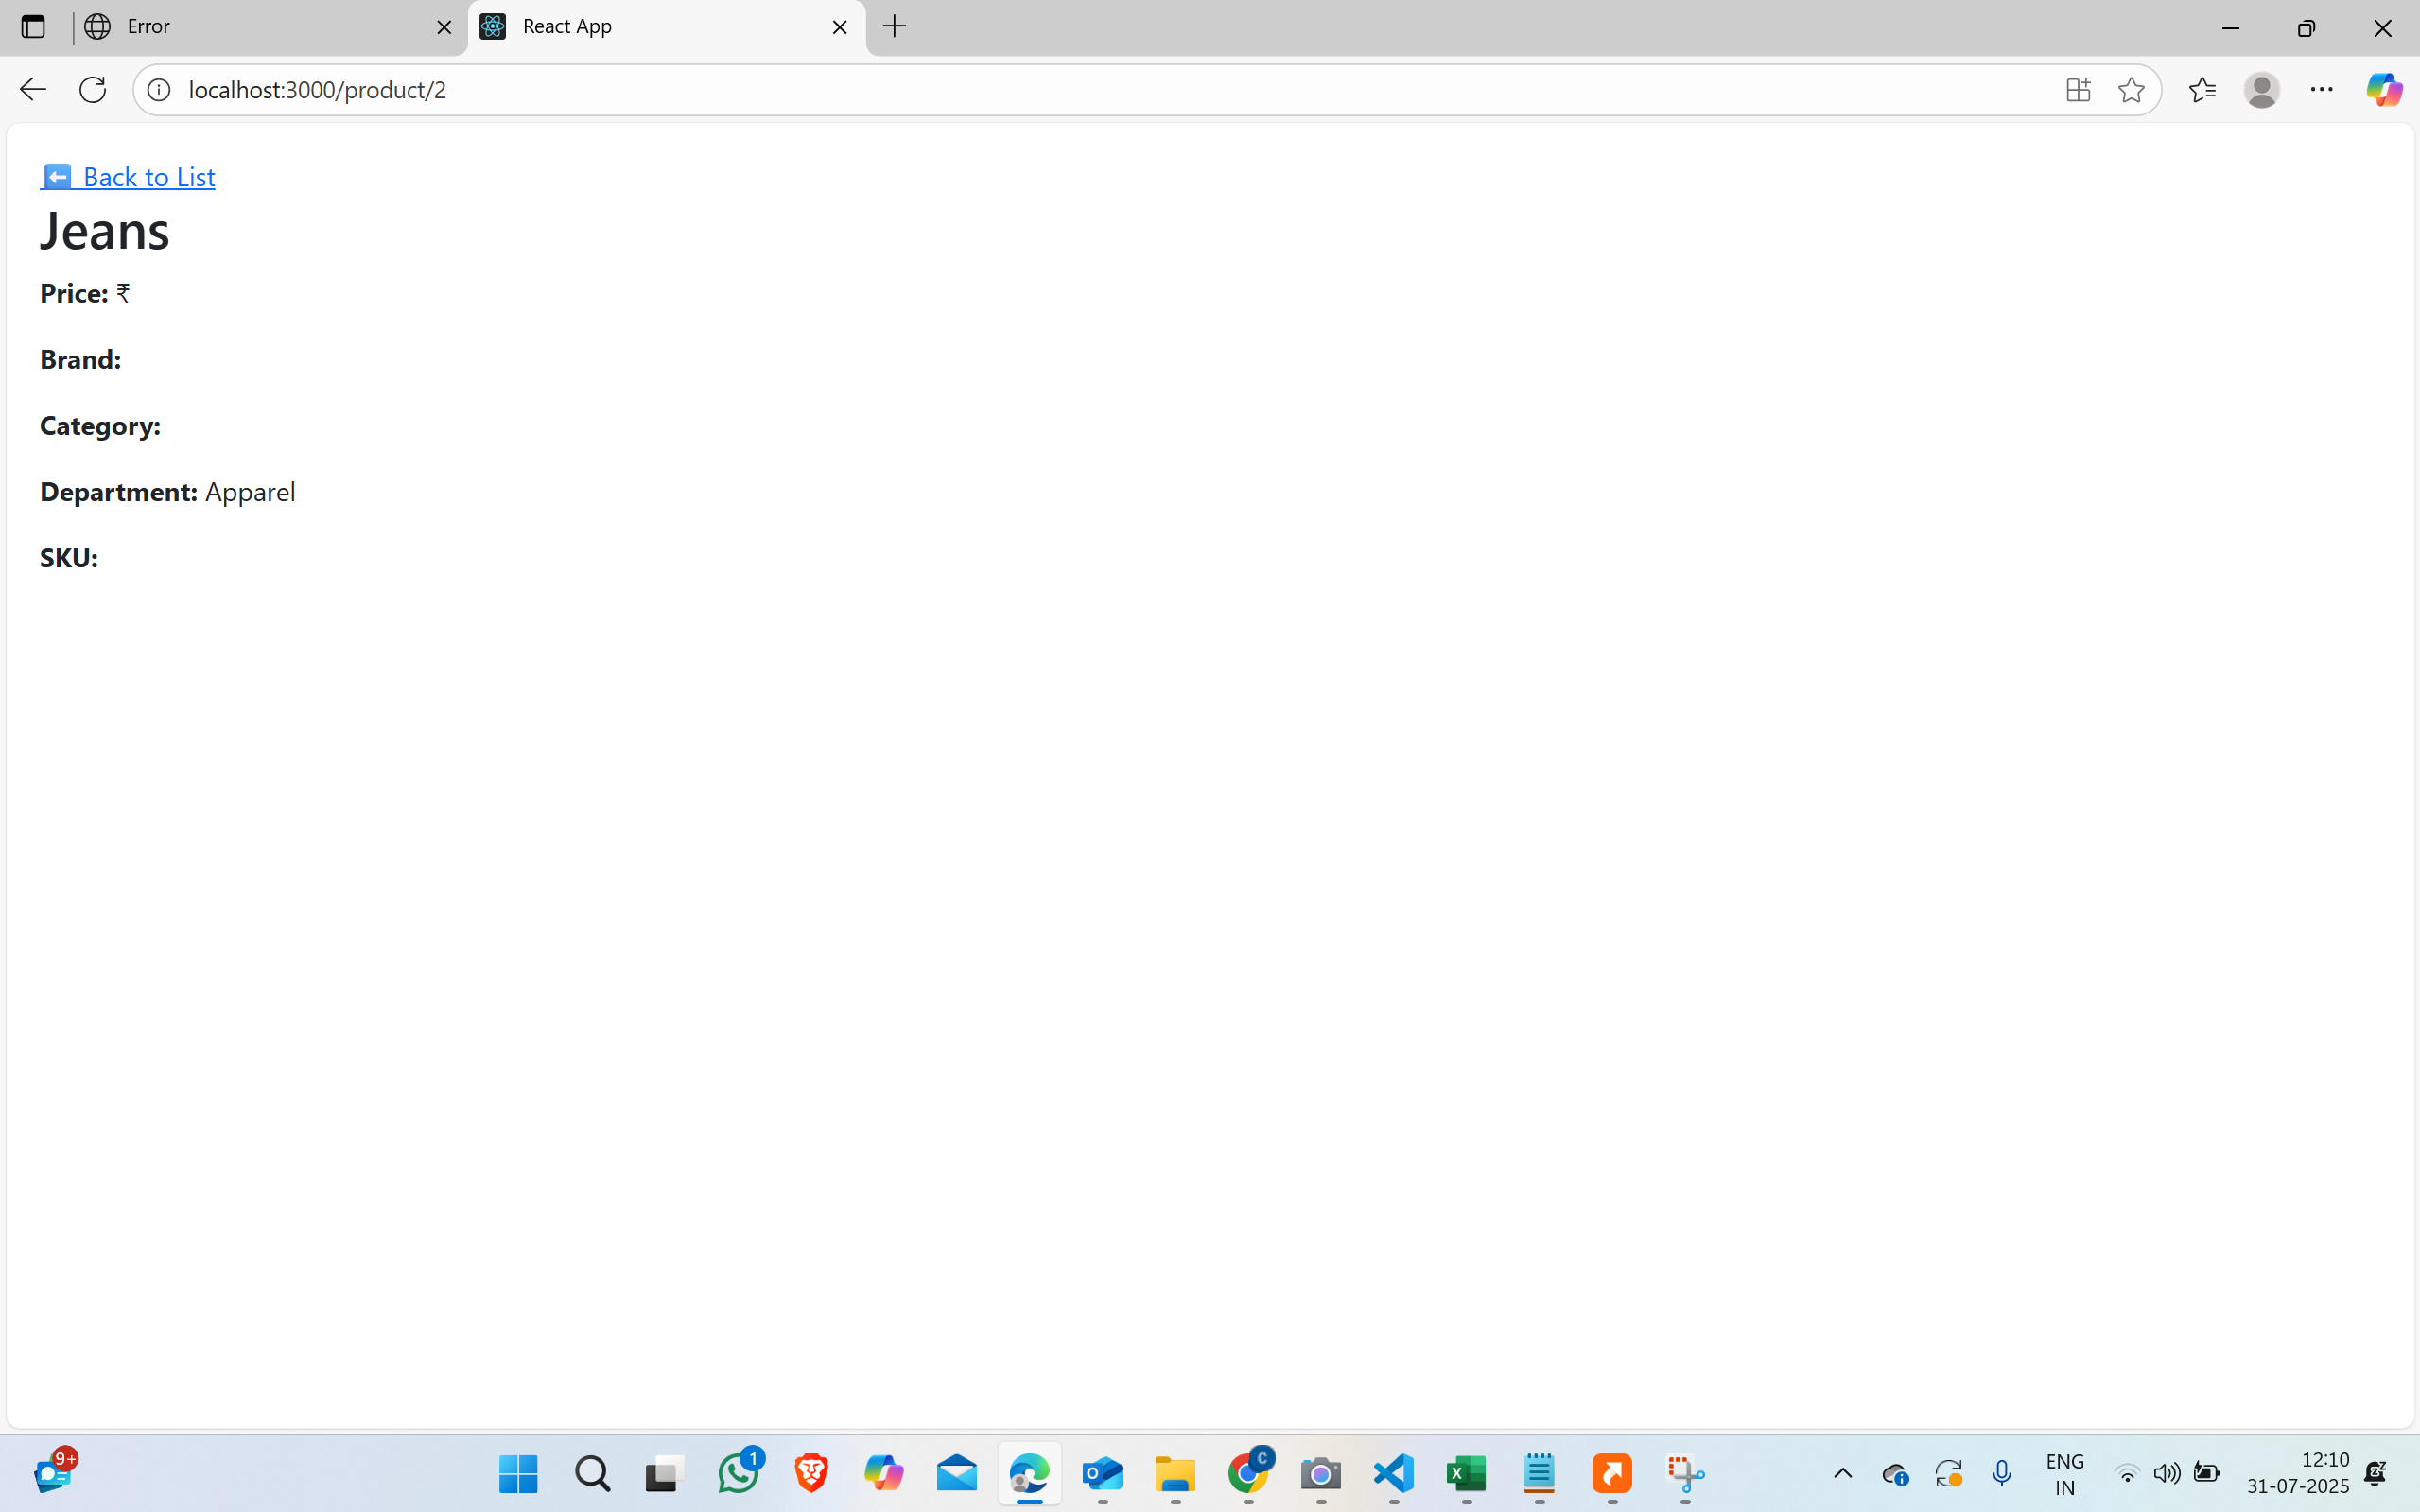 Error
React App
localhost:3000/product/2
Back to List
Jeans
Price: ₹
Brand:
Category:
Department: Apparel
SKU:
9+
1
C
ENG
IN
12:10
31-07-2025